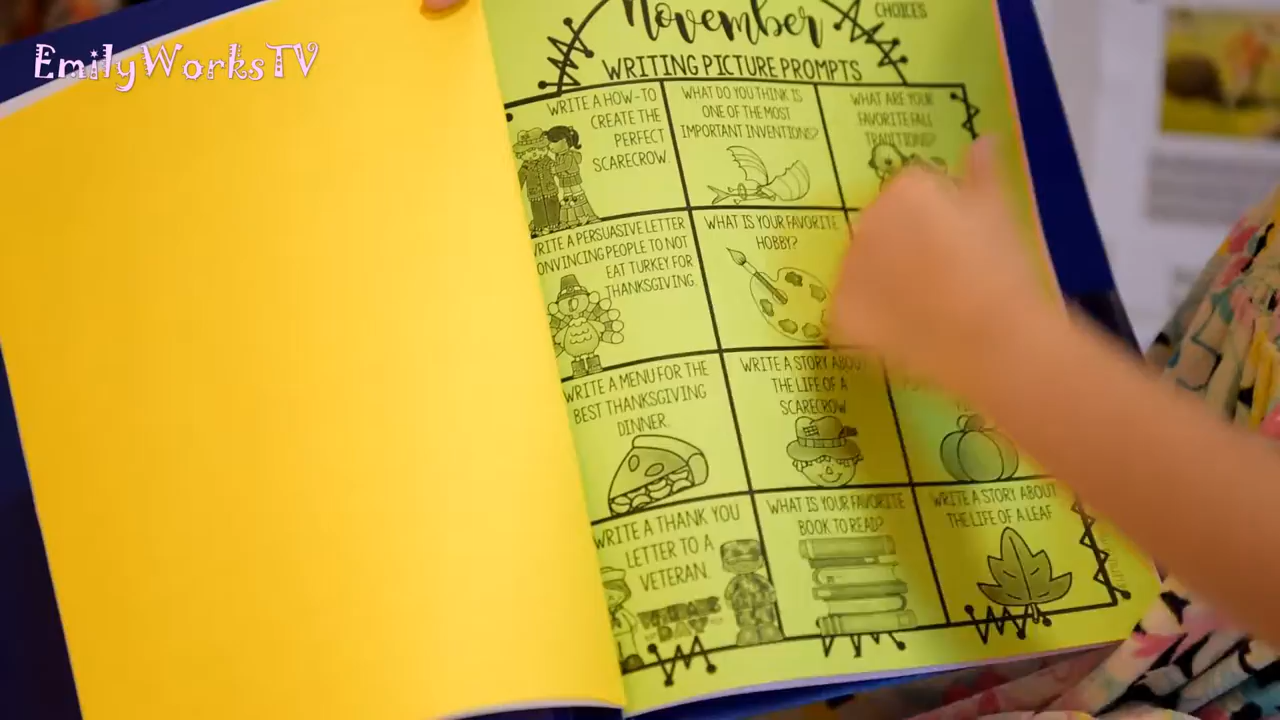 EmilyWorksTV
November
CHOICES
WRITING PICTURE PROMPTS
WRITE A HOW-TO
CREATE THE
PERFECT
SCARECROW.
WHAT DO YOU THINK IS
ONE OF THE MOST
IMPORTANT INVENTIONS?
WHAT ARE YOUR
FAVORITE FALL
TRADITIONS?
WRITE A PERSUASIVE LETTER
CONVINCING PEOPLE TO NOT
EAT TURKEY FOR
THANKSGIVING.
WHAT IS YOUR FAVORITE
HOBBY?
WRITE A MENU FOR THE
BEST THANKSGIVING
DINNER.
WRITE A STORY ABOUT
THE LIFE OF A
SCARECROW
WRITE A THANK YOU
LETTER TO A
VETERAN.
VETERANS
DAY
WHAT IS YOUR FAVORITE
BOOK TO READ?
WRITE A STORY ABOUT
THE LIFE OF A LEAF